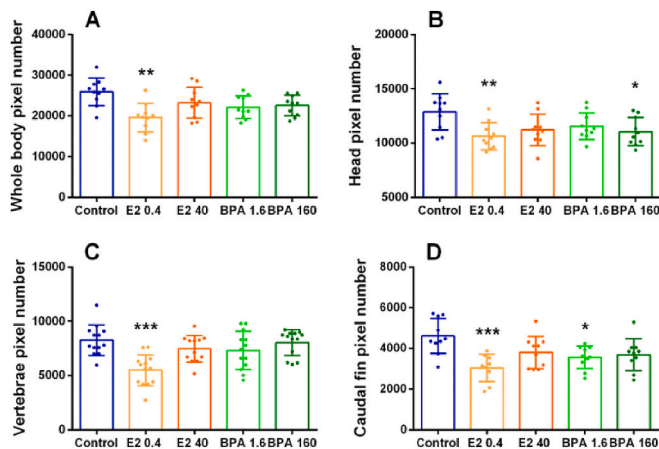 A
Whole body pixel number
40000
30000
20000
10000
0
**
Control E2 0.4 E2 40 BPA 1.6 BPA 160
B
Head pixel number
20000
15000
10000
5000
** *
Control E2 0.4 E2 40 BPA 1.6 BPA 160
C
Vertebrae pixel number
15000
10000
5000
0
***
Control E2 0.4 E2 40 BPA 1.6 BPA 160
D
Caudal fin pixel number
8000
6000
4000
2000
0
*** *
Control E2 0.4 E2 40 BPA 1.6 BPA 160